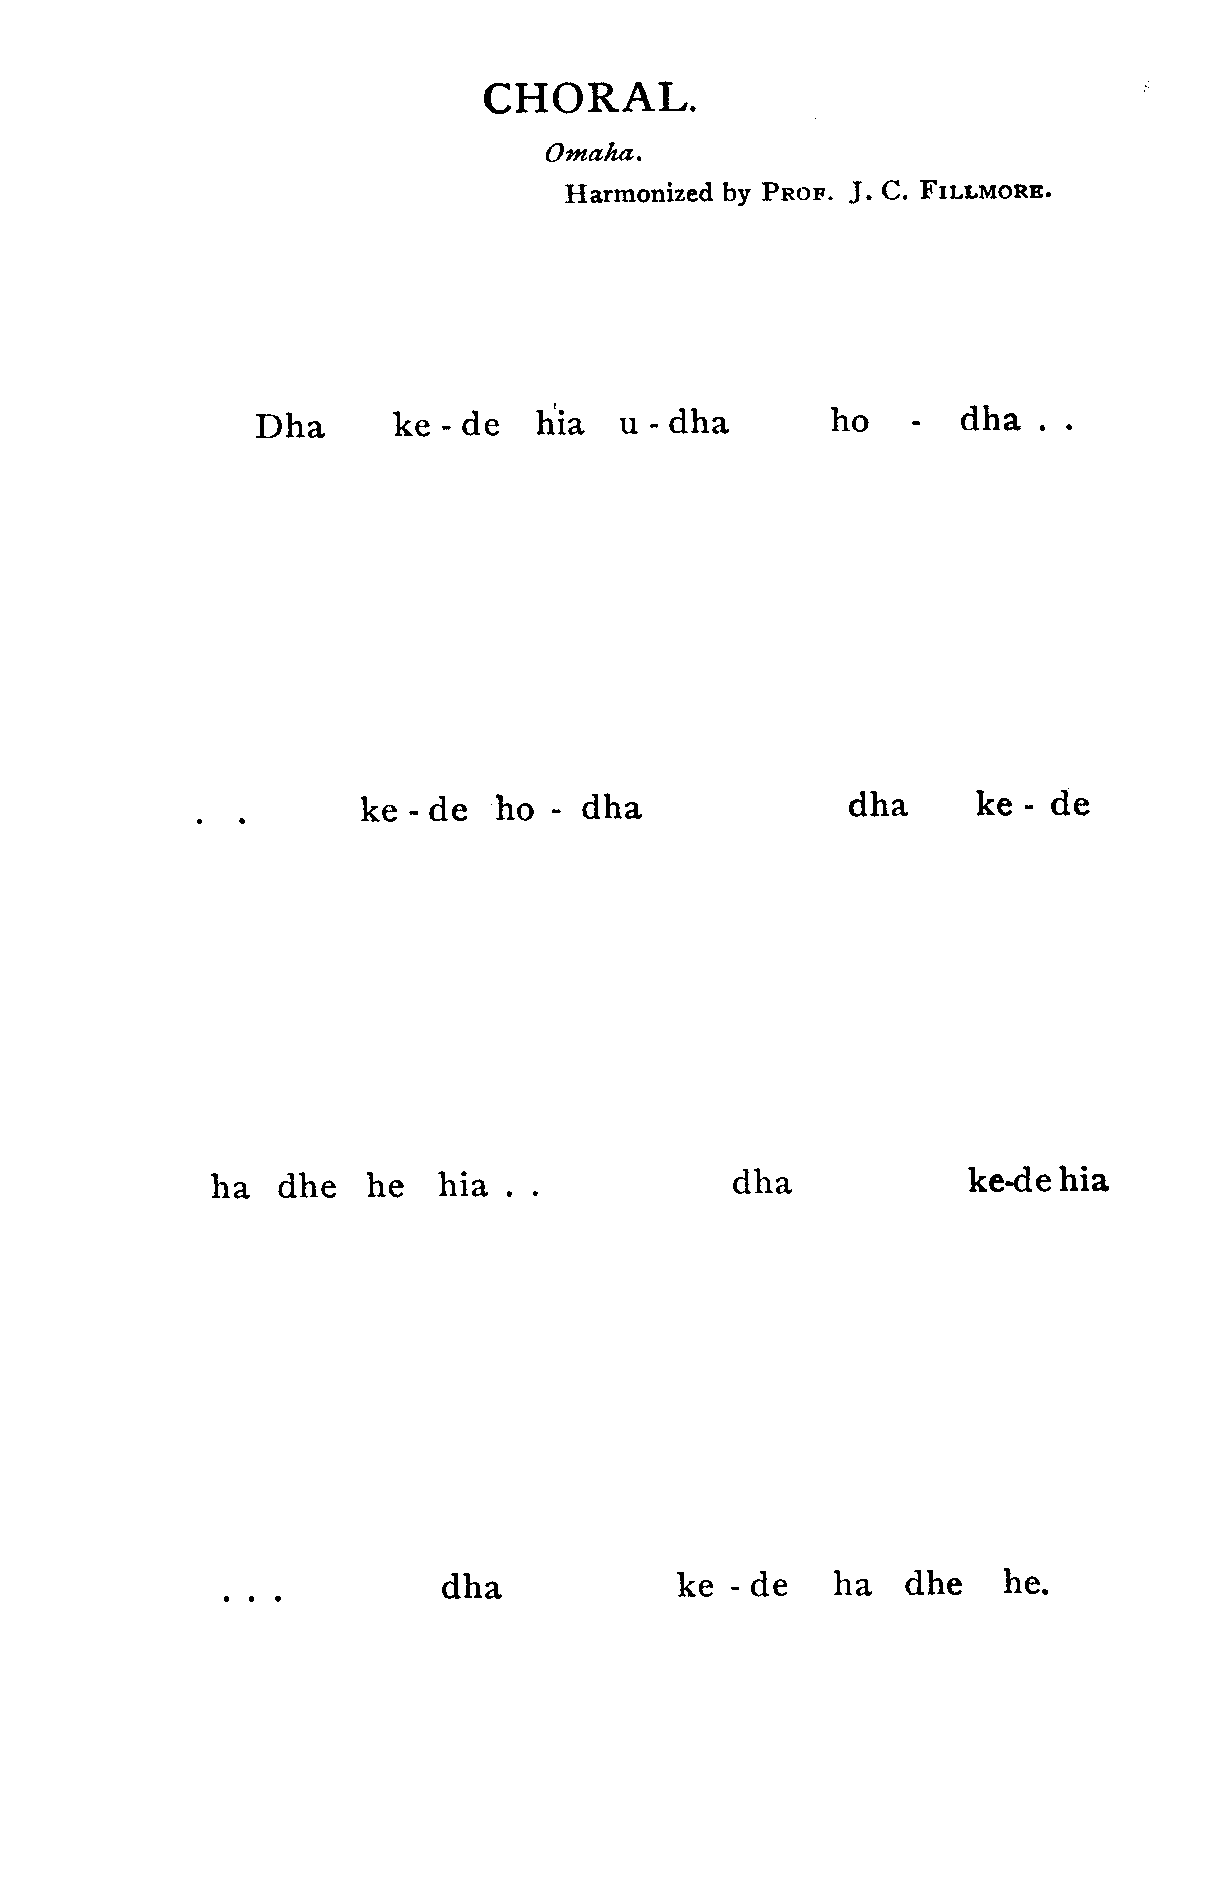 CHORAL.
Omaha.
Harmonized by PROF. J. C. FILLMORE.
Dha ke - de hia u - dha ho - dha . .
. . ke - de ho - dha dha ke - de
ha dhe he hia . . dha ke-de hia
. . . dha ke - de ha dhe he.